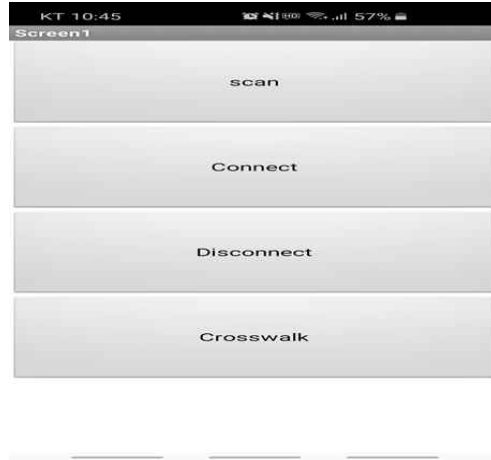 KT 10:45 57%
Screen1
scan
Connect
Disconnect
Crosswalk